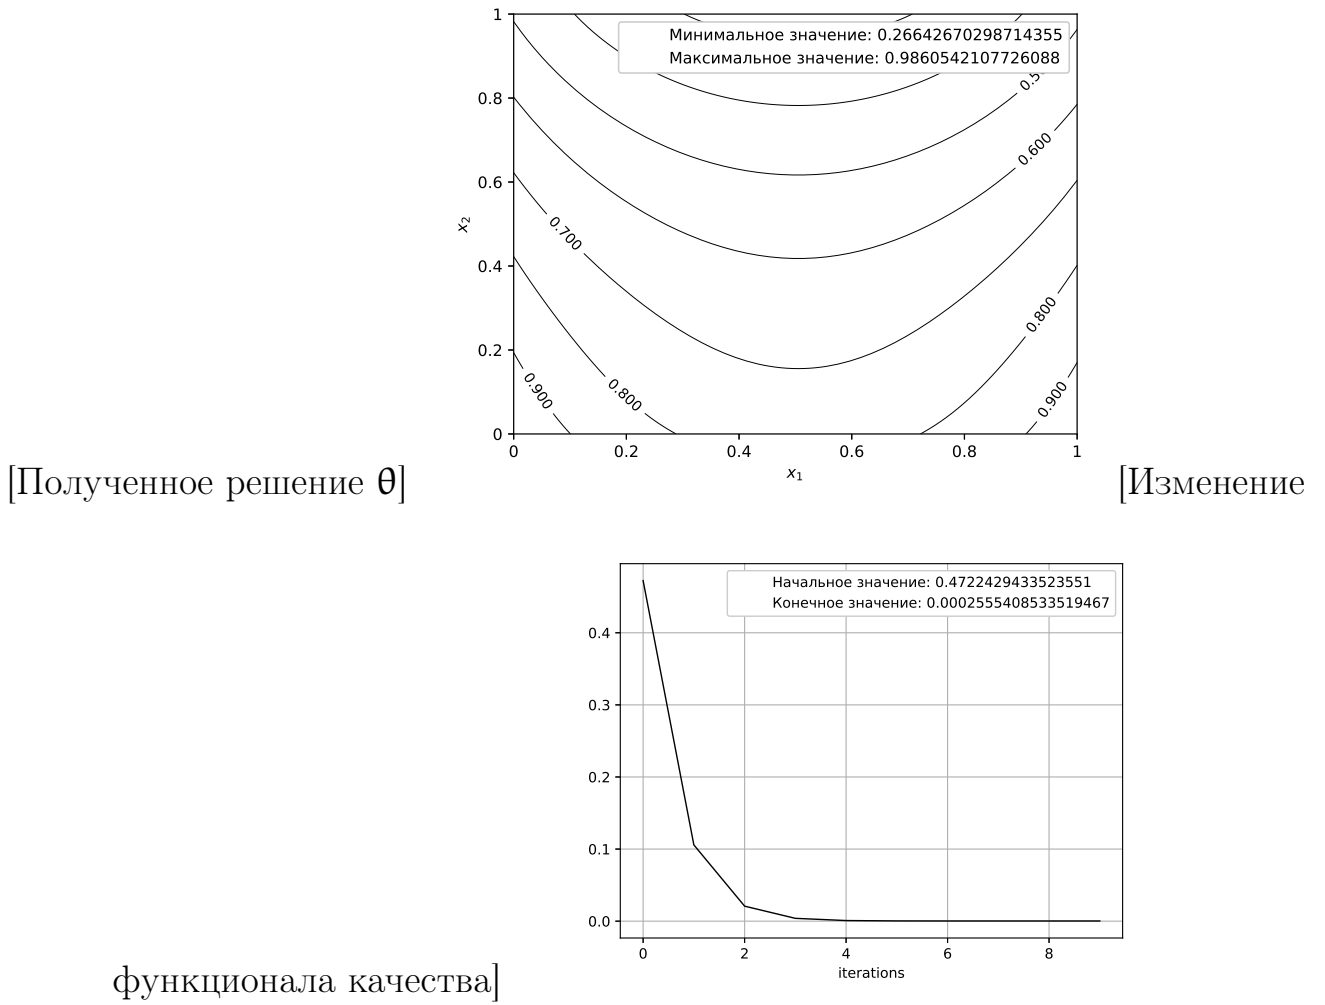 1
Минимальное значение: 0.26642670298714355
Максимальное значение: 0.9860542107726088
0.8
0.600
0.6
x₂
0.700
0.4
0.800
0.2
0.900
0.800
0.900
0
0 0.2 0.4 0.6 0.8 1
x₁
[Полученное решение θ]
[Изменение
Начальное значение: 0.4722429433523551
Конечное значение: 0.0002555408533519467
0.4
0.3
0.2
0.1
0.0
0 2 4 6 8
iterations
функционала качества]